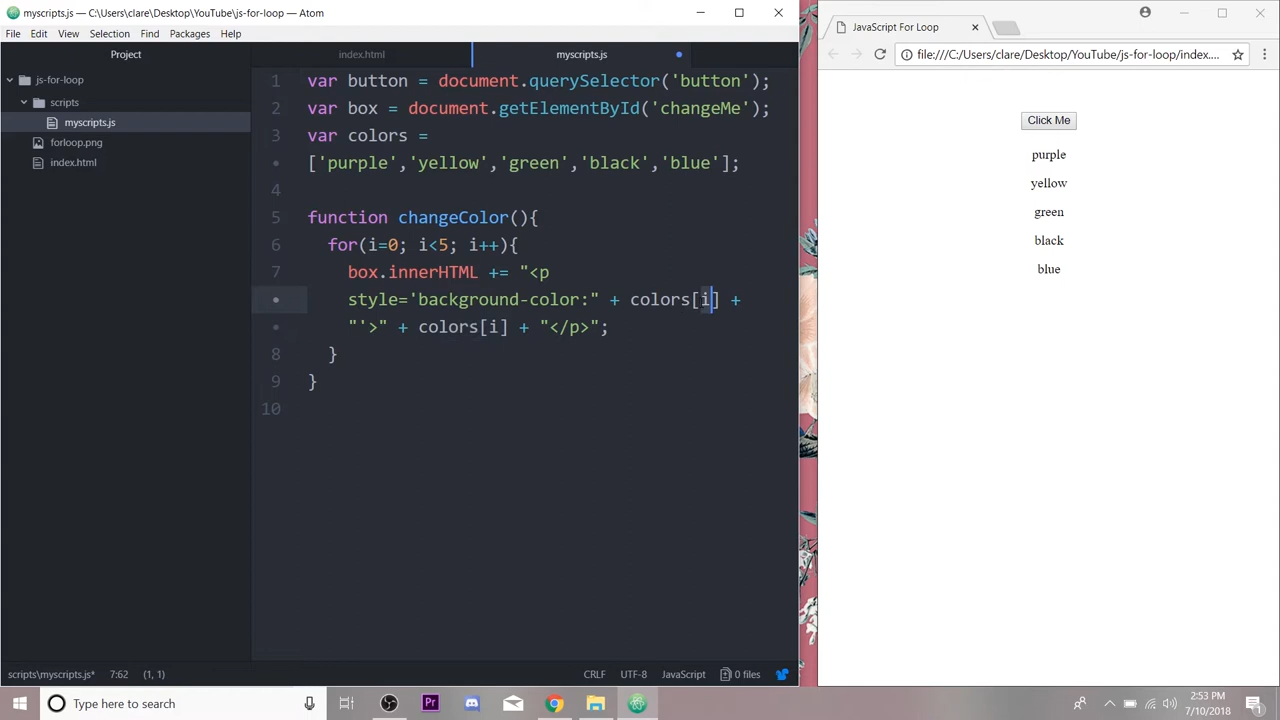 myscripts.js — C:\Users\clare\Desktop\YouTube\js-for-loop — Atom
File Edit View Selection Find Packages Help
Project
index.html
myscripts.js
js-for-loop
scripts
myscripts.js
forloop.png
index.html
1 var button = document.querySelector('button');
2 var box = document.getElementById('changeMe');
3 var colors =
• ['purple','yellow','green','black','blue'];
4
5 function changeColor(){
6 for(i=0; i<5; i++){
7 box.innerHTML += "<p
• style='background-color:" + colors[i] +
• "'>" + colors[i] + "</p>";
8 }
9 }
10
scripts\myscripts.js* 7:62 (1, 1) CRLF UTF-8 JavaScript 0 files
JavaScript For Loop
file:///C:/Users/clare/Desktop/YouTube/js-for-loop/index....
Click Me
purple
yellow
green
black
blue
Type here to search
Pr
2:53 PM
7/10/2018
1